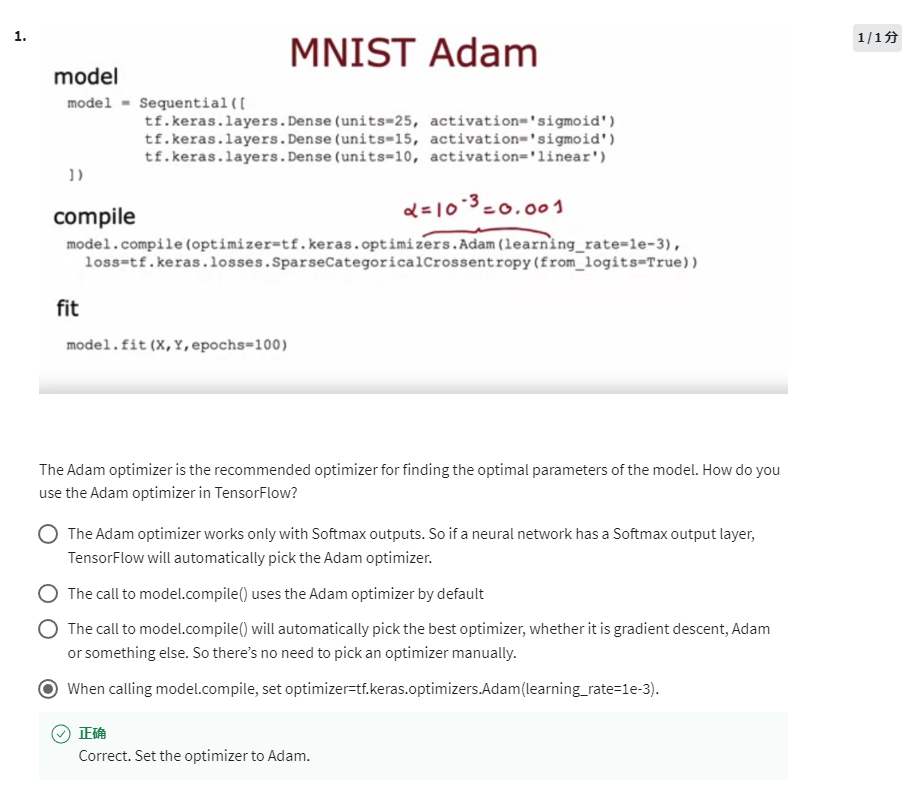 1.
1/1分
MNIST Adam
model
model = Sequential([
tf.keras.layers.Dense(units=25, activation='sigmoid')
tf.keras.layers.Dense(units=15, activation='sigmoid')
tf.keras.layers.Dense(units=10, activation='linear')
])
α=10^-3=0.001
compile
model.compile(optimizer=tf.keras.optimizers.Adam(learning_rate=1e-3),
loss=tf.keras.losses.SparseCategoricalCrossentropy(from_logits=True))
fit
model.fit(X,Y,epochs=100)
The Adam optimizer is the recommended optimizer for finding the optimal parameters of the model. How do you
use the Adam optimizer in TensorFlow?
The Adam optimizer works only with Softmax outputs. So if a neural network has a Softmax output layer,
TensorFlow will automatically pick the Adam optimizer.
The call to model.compile() uses the Adam optimizer by default
The call to model.compile() will automatically pick the best optimizer, whether it is gradient descent, Adam
or something else. So there’s no need to pick an optimizer manually.
When calling model.compile, set optimizer=tf.keras.optimizers.Adam(learning_rate=1e-3).
正确
Correct. Set the optimizer to Adam.